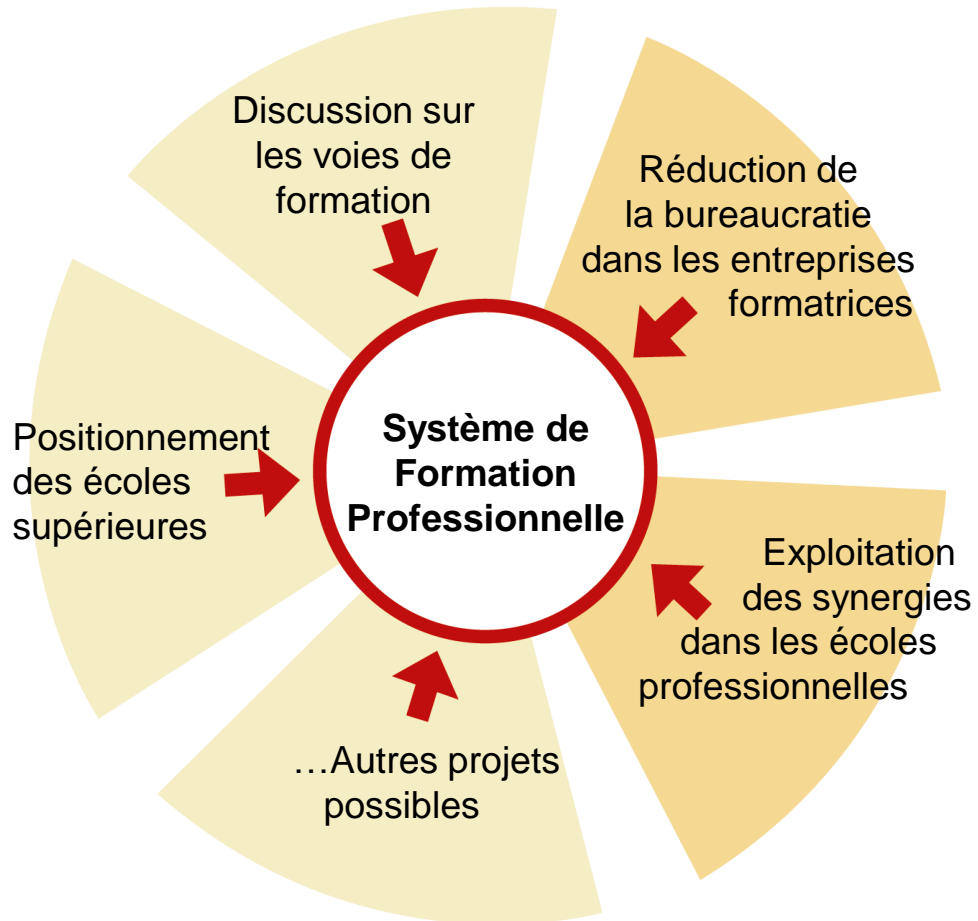 Discussion sur
les voies de
formation
Réduction de
la bureaucratie
dans les entreprises
formatrices
Système de
Formation
Professionnelle
Positionnement
des écoles
supérieures
Exploitation
des synergies
dans les écoles
professionnelles
…Autres projets
possibles